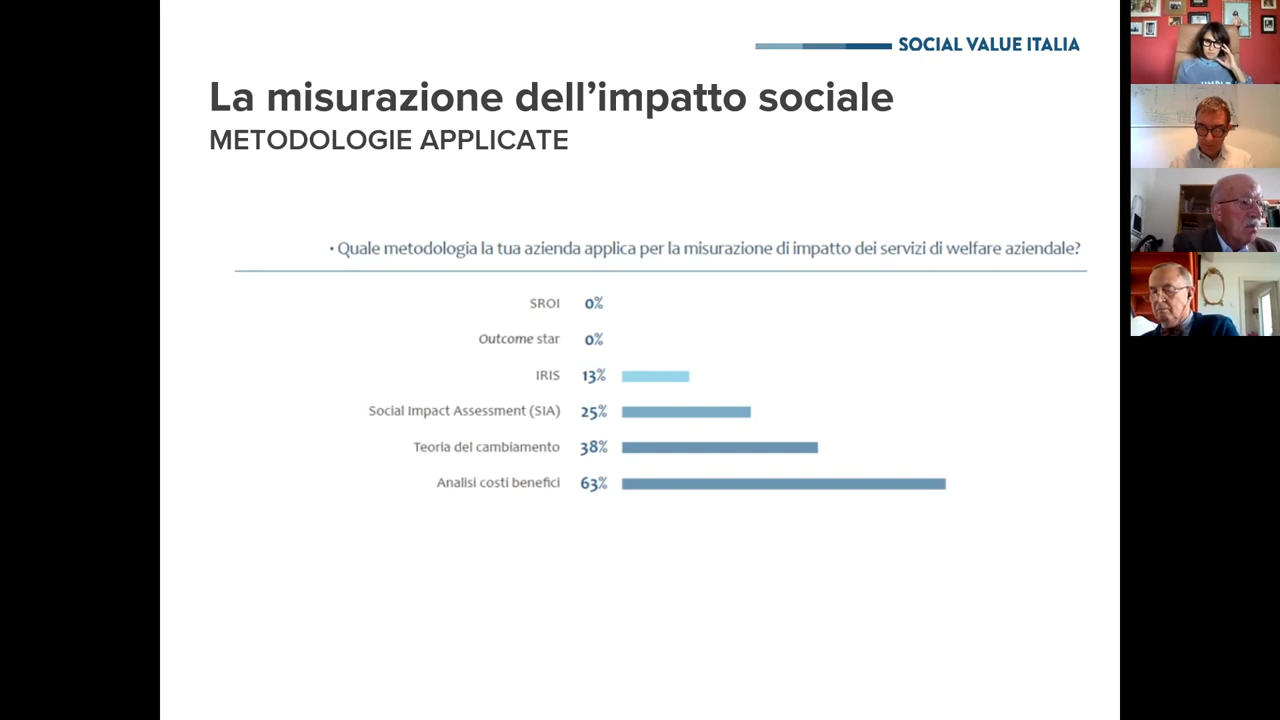 SOCIAL VALUE ITALIA
La misurazione dell’impatto sociale
METODOLOGIE APPLICATE
• Quale metodologia la tua azienda applica per la misurazione di impatto dei servizi di welfare aziendale?
SROI 0%
Outcome star 0%
IRIS 13%
Social Impact Assessment (SIA) 25%
Teoria del cambiamento 38%
Analisi costi benefici 63%